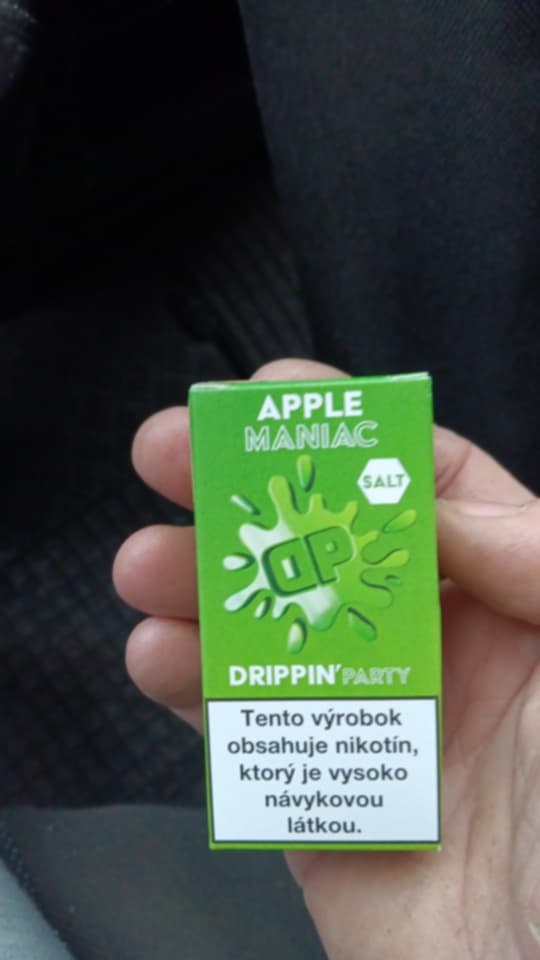 APPLE
MANIAC
SALT
DP
DRIPPIN' PARTY
Tento výrobok
obsahuje nikotín,
ktorý je vysoko
návykovou
látkou.